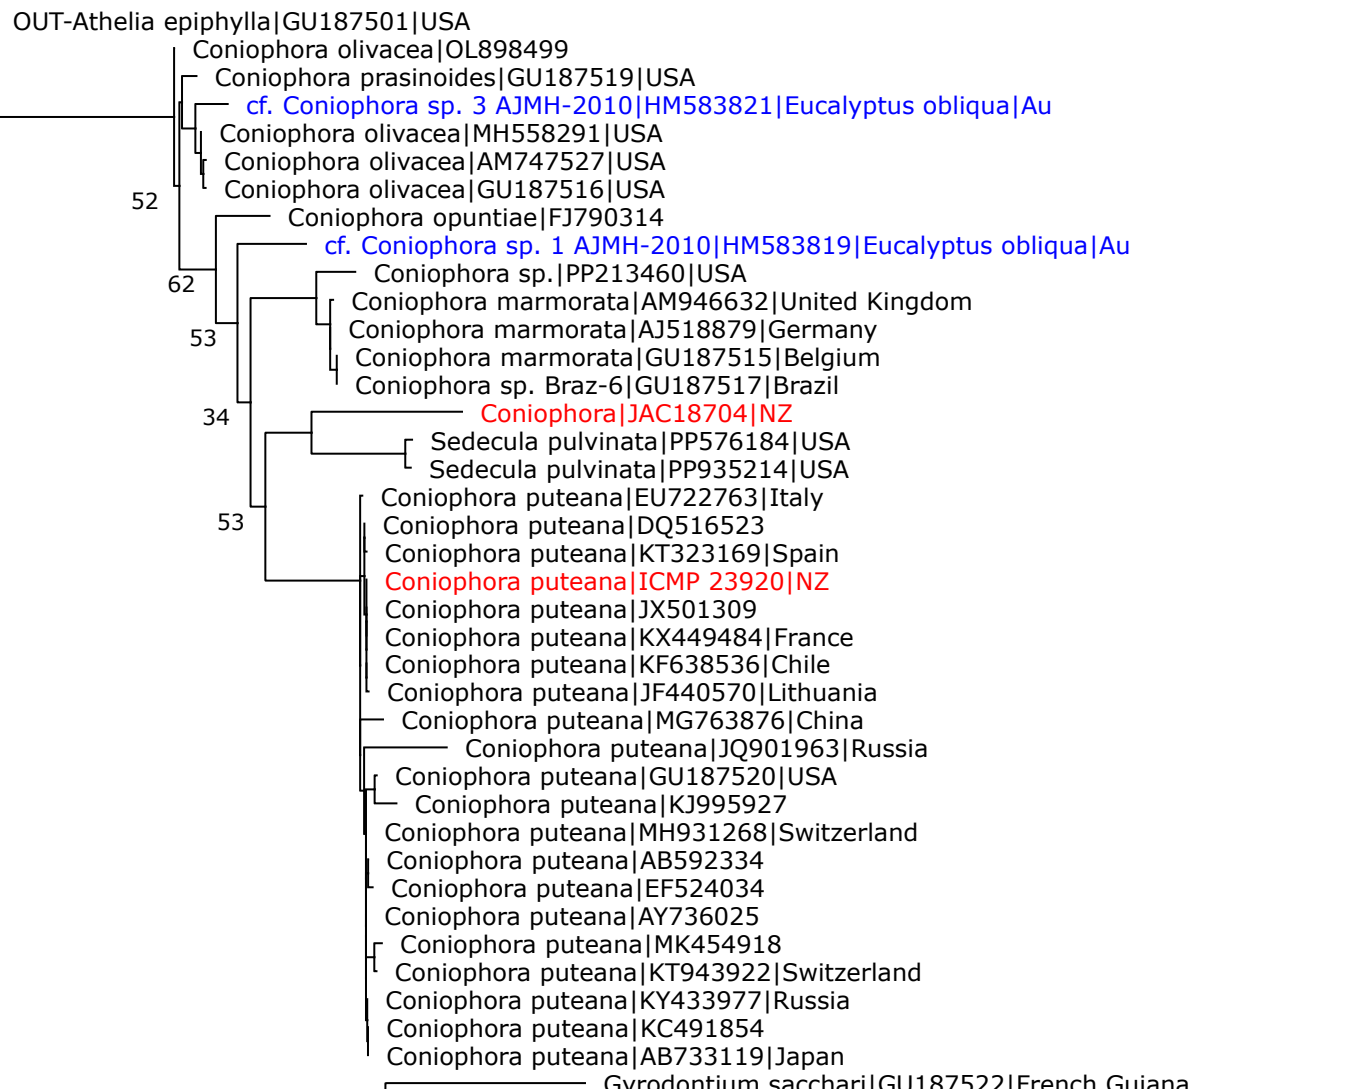 OUT-Athelia epiphylla|GU187501|USA
Coniophora olivacea|OL898499
Coniophora prasinoides|GU187519|USA
cf. Coniophora sp. 3 AJMH-2010|HM583821|Eucalyptus obliqua|Au
Coniophora olivacea|MH558291|USA
Coniophora olivacea|AM747527|USA
Coniophora olivacea|GU187516|USA
52
Coniophora opuntiae|FJ790314
cf. Coniophora sp. 1 AJMH-2010|HM583819|Eucalyptus obliqua|Au
Coniophora sp.|PP213460|USA
62
Coniophora marmorata|AM946632|United Kingdom
Coniophora marmorata|AJ518879|Germany
53
Coniophora marmorata|GU187515|Belgium
Coniophora sp. Braz-6|GU187517|Brazil
Coniophora|JAC18704|NZ
34
Sedecula pulvinata|PP576184|USA
Sedecula pulvinata|PP935214|USA
Coniophora puteana|EU722763|Italy
Coniophora puteana|DQ516523
53
Coniophora puteana|KT323169|Spain
Coniophora puteana|ICMP 23920|NZ
Coniophora puteana|JX501309
Coniophora puteana|KX449484|France
Coniophora puteana|KF638536|Chile
Coniophora puteana|JF440570|Lithuania
Coniophora puteana|MG763876|China
Coniophora puteana|JQ901963|Russia
Coniophora puteana|GU187520|USA
Coniophora puteana|KJ995927
Coniophora puteana|MH931268|Switzerland
Coniophora puteana|AB592334
Coniophora puteana|EF524034
Coniophora puteana|AY736025
Coniophora puteana|MK454918
Coniophora puteana|KT943922|Switzerland
Coniophora puteana|KY433977|Russia
Coniophora puteana|KC491854
Coniophora puteana|AB733119|Japan
Gyrodontium sacchari|GU187522|French Guiana